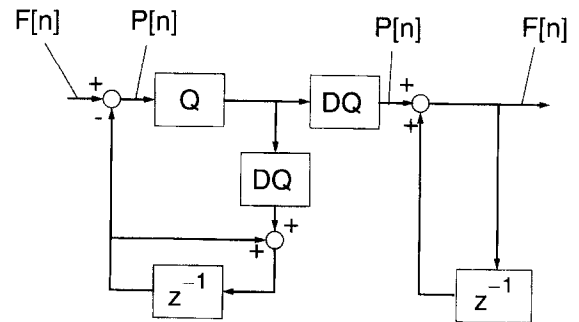 F[n] P[n] P[n] F[n]
+ Q DQ + 
- +
DQ
+
+
z⁻¹ z⁻¹